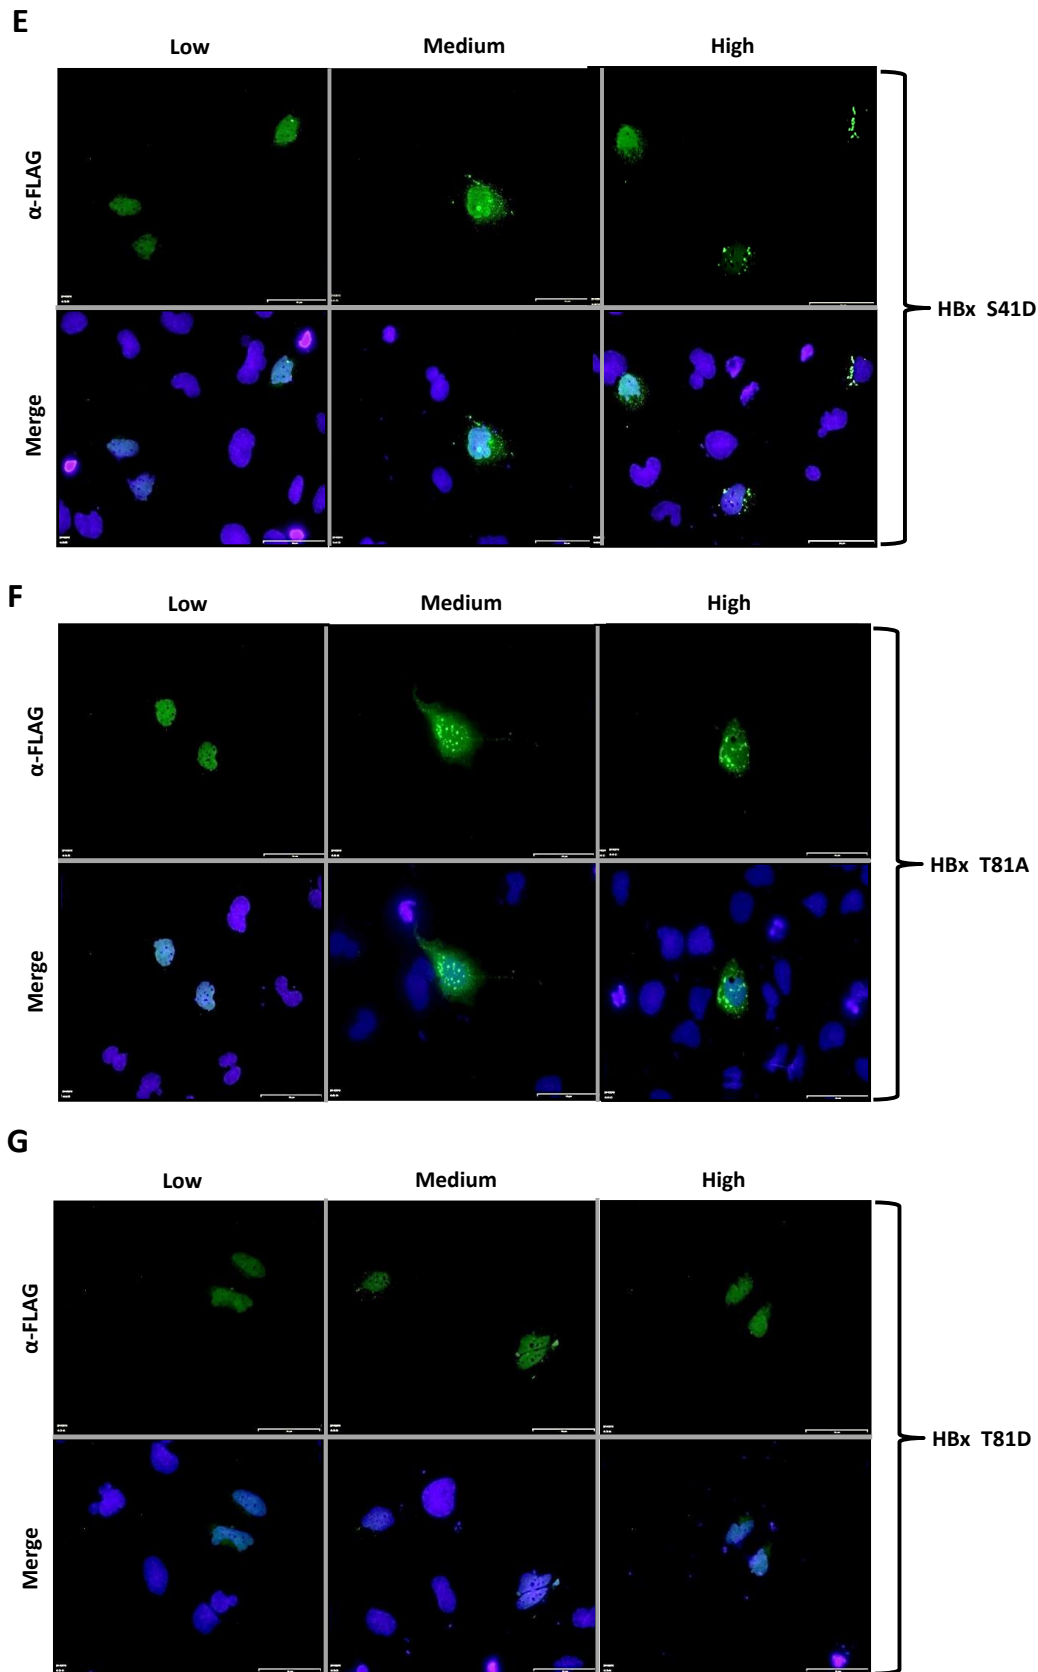 E
Low Medium High
α-FLAG
Merge
HBx S41D
F
Low Medium High
α-FLAG
Merge
HBx T81A
G
Low Medium High
α-FLAG
Merge
HBx T81D